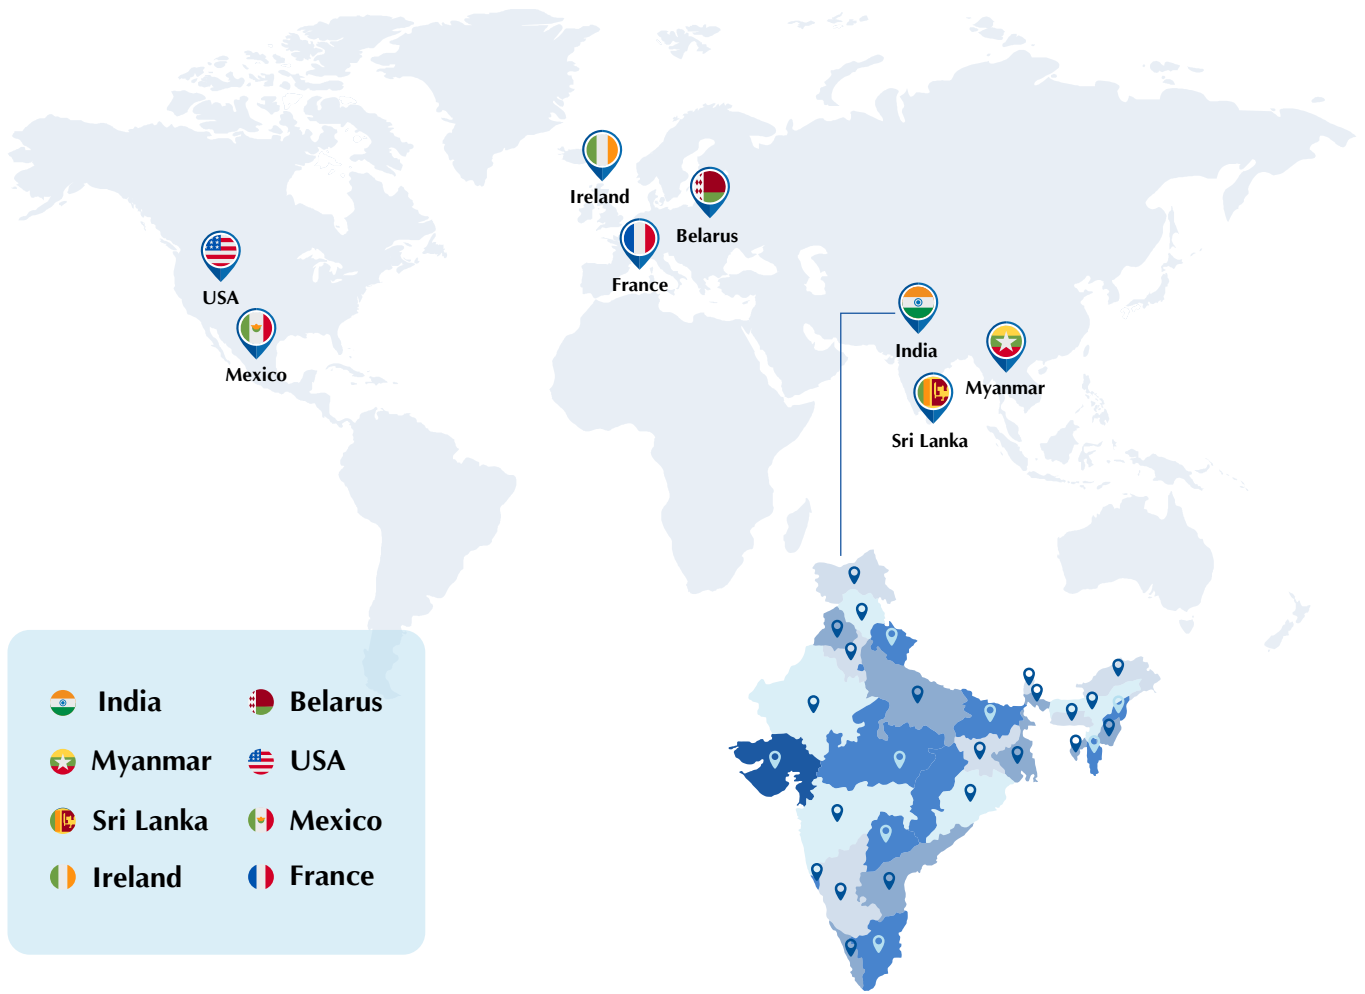 Ireland
Belarus
France
USA
Mexico
India
Myanmar
Sri Lanka
India
Belarus
Myanmar
USA
Sri Lanka
Mexico
Ireland
France